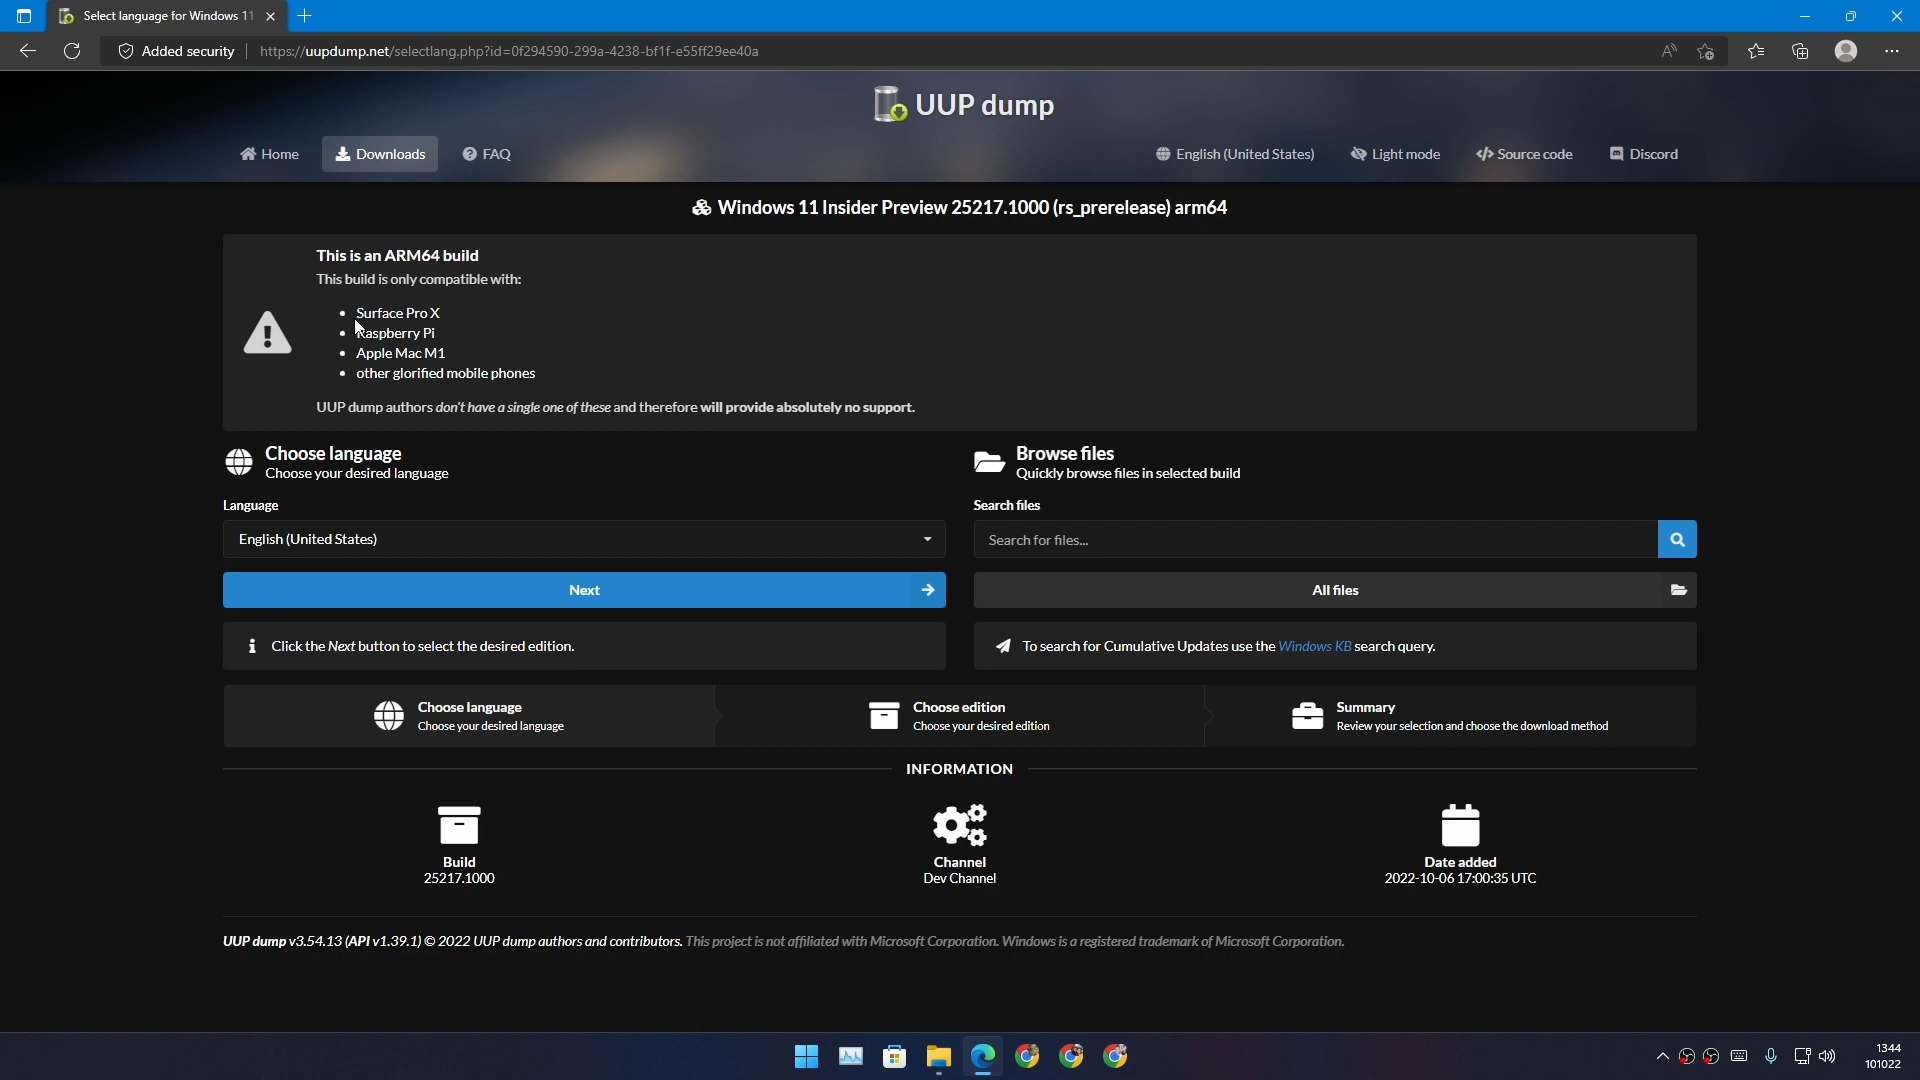 Select language for Windows 11
Added security
https://uupdump.net/selectlang.php?id=0f294590-299a-4238-bf1f-e55ff29ee40a
UUP dump
Home
Downloads
FAQ
English (United States)
Light mode
Source code
Discord
Windows 11 Insider Preview 25217.1000 (rs_prerelease) arm64
This is an ARM64 build
This build is only compatible with:
• Surface Pro X
• Raspberry Pi
• Apple Mac M1
• other glorified mobile phones
UUP dump authors don't have a single one of these and therefore will provide absolutely no support.
Choose language
Choose your desired language
Language
English (United States)
Next
Click the Next button to select the desired edition.
Browse files
Quickly browse files in selected build
Search files
Search for files...
All files
To search for Cumulative Updates use the Windows KB search query.
Choose language
Choose your desired language
Choose edition
Choose your desired edition
Summary
Review your selection and choose the download method
INFORMATION
Build
25217.1000
Channel
Dev Channel
Date added
2022-10-06 17:00:35 UTC
UUP dump v3.54.13 (API v1.39.1) © 2022 UUP dump authors and contributors. This project is not affiliated with Microsoft Corporation. Windows is a registered trademark of Microsoft Corporation.
1344
101022